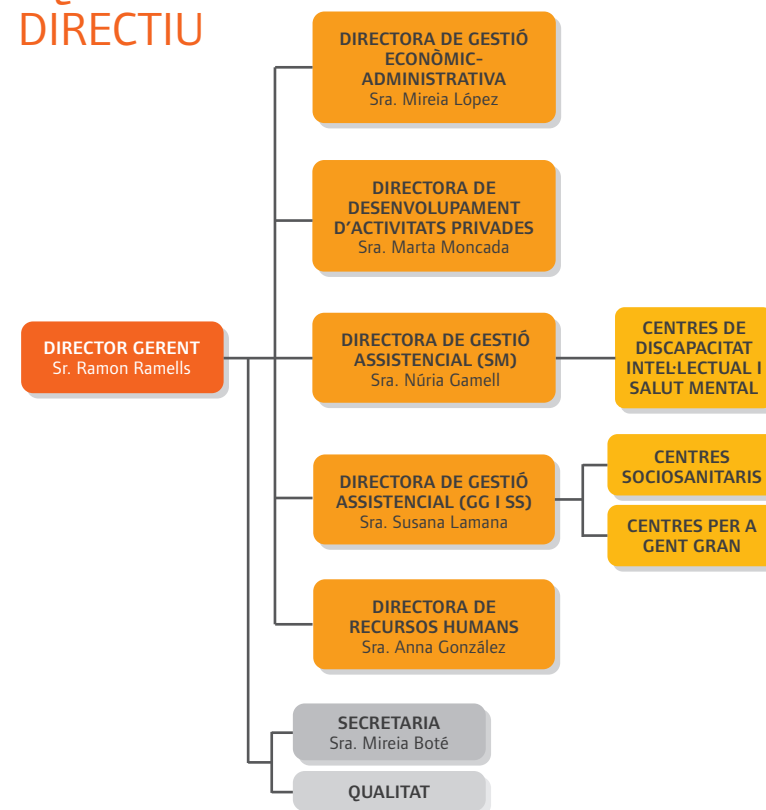 DIRECTIU
DIRECTORA DE GESTIÓ
ECONÒMIC-
ADMINISTRATIVA
Sra. Mireia López
DIRECTORA DE
DESENVOLUPAMENT
D'ACTIVITATS PRIVADES
Sra. Marta Moncada
DIRECTOR GERENT
Sr. Ramon Ramells
DIRECTORA DE GESTIÓ
ASSISTENCIAL (SM)
Sra. Núria Gamell
CENTRES DE
DISCAPACITAT
INTEL·LECTUAL I
SALUT MENTAL
DIRECTORA DE GESTIÓ
ASSISTENCIAL (GG I SS)
Sra. Susana Lamana
CENTRES
SOCIOSANITARIS
CENTRES PER A
GENT GRAN
DIRECTORA DE
RECURSOS HUMANS
Sra. Anna González
SECRETARIA
Sra. Mireia Boté
QUALITAT